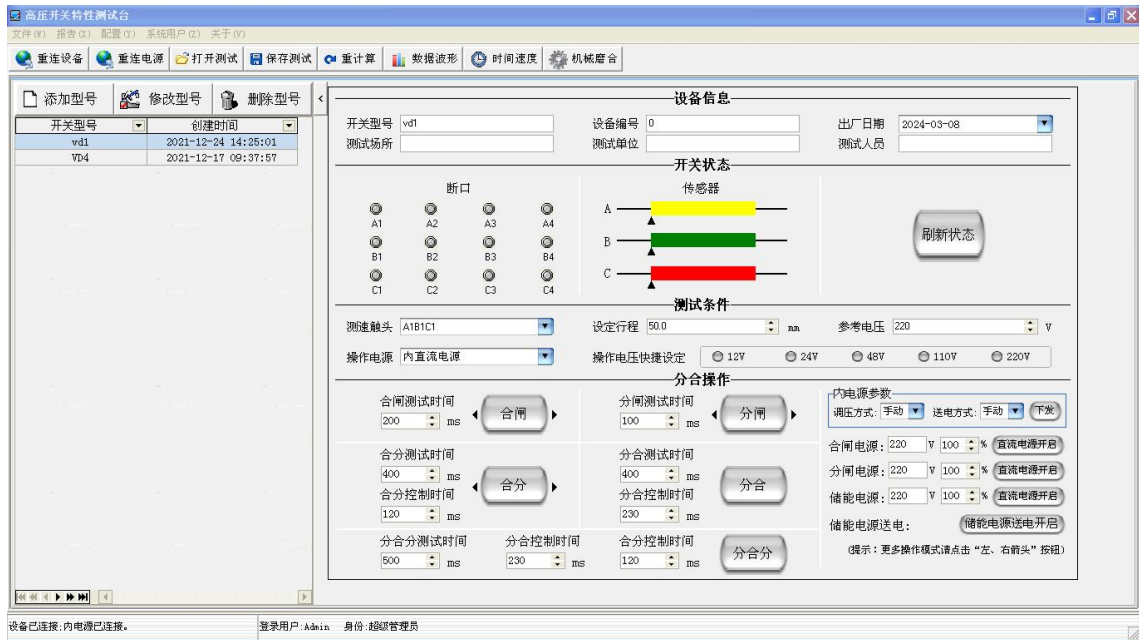 高压开关特性测试台
文件(W) 报告(X) 配置(Y) 系统用户(Z) 关于(V)
重连设备 重连电源 打开测试 保存测试 重计算 数据波形 时间速度 机械磨合
添加型号 修改型号 删除型号 <
开关型号 创建时间
vd1 2021-12-24 14:25:01
VD4 2021-12-17 09:37:57
设备信息
开关型号 vd1 设备编号 0 出厂日期 2024-03-08
测试场所 测试单位 测试人员
开关状态
断口 传感器
A1 A2 A3 A4 A
B1 B2 B3 B4 B
C1 C2 C3 C4 C
刷新状态
测试条件
测速触头 A1B1C1 设定行程 50.0 mm 参考电压 220 V
操作电源 内直流电源 操作电压快捷设定 12V 24V 48V 110V 220V
分合操作
合闸测试时间
200 ms 合闸
分闸测试时间
100 ms 分闸
合分测试时间
400 ms
合分控制时间
120 ms
合分
分合测试时间
400 ms
分合控制时间
230 ms
分合
分合分测试时间 分合控制时间 合分控制时间
500 ms 230 ms 120 ms 分合分
内电源参数
调压方式: 手动 送电方式: 手动 下发
合闸电源: 220 V 100 % 直流电源开启
分闸电源: 220 V 100 % 直流电源开启
储能电源: 220 V 100 % 直流电源开启
储能电源送电: 储能电源送电开启
(提示:更多操作模式请点击“左、右箭头”按钮)
设备已连接;内电源已连接。 登录用户:Admin 身份:超级管理员